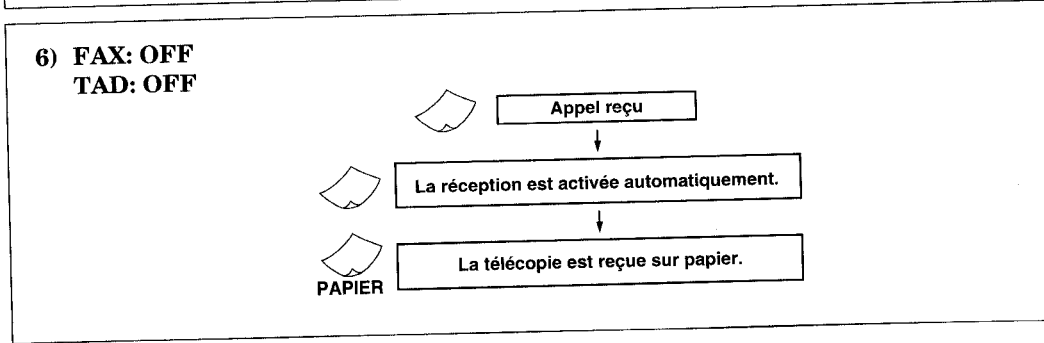 6) FAX: OFF
TAD: OFF
Appel reçu
La réception est activée automatiquement.
La télécopie est reçue sur papier.
PAPIER